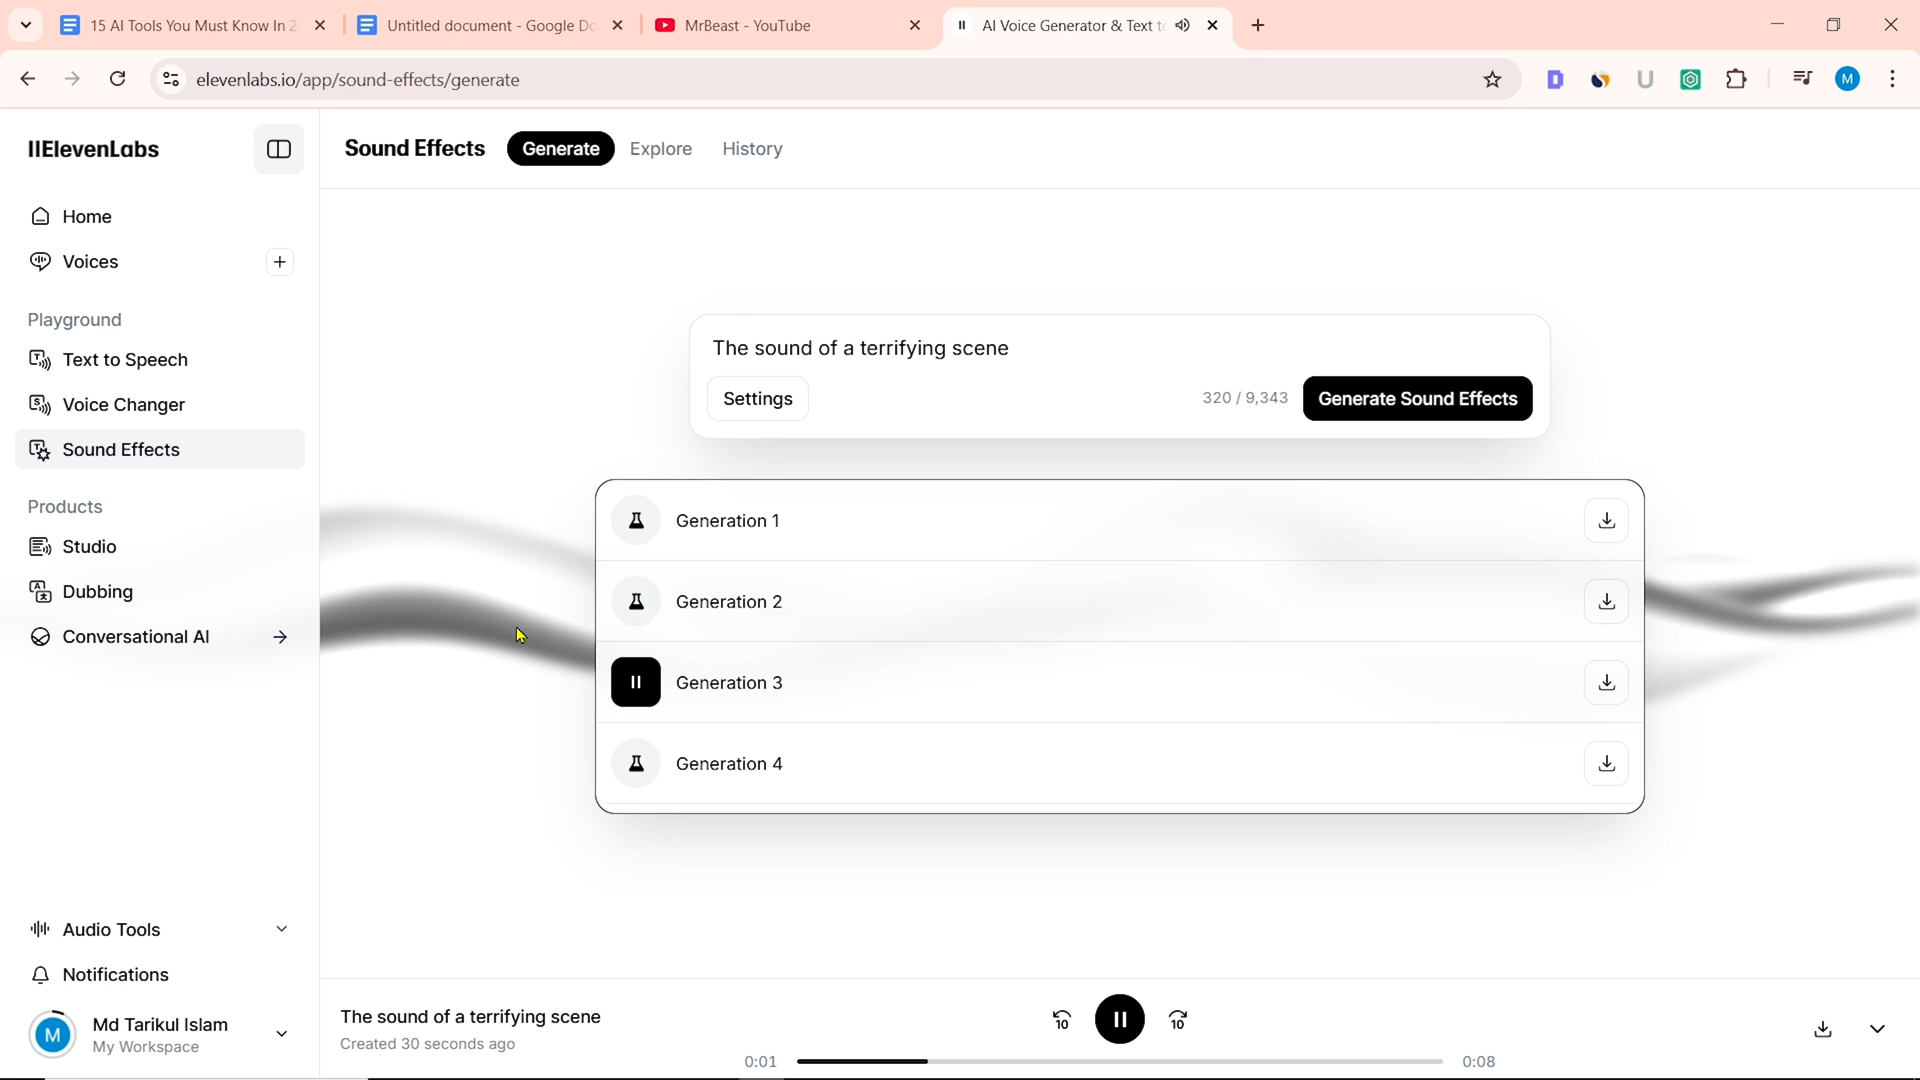 15 AI Tools You Must Know In 2
Untitled document - Google Do
MrBeast - YouTube
AI Voice Generator & Text to
elevenlabs.io/app/sound-effects/generate
M
IIElevenLabs
Sound Effects
Generate
Explore
History
Home
Voices
Playground
Text to Speech
Voice Changer
Sound Effects
Products
Studio
Dubbing
Conversational AI
The sound of a terrifying scene
Settings
320 / 9,343
Generate Sound Effects
Generation 1
Generation 2
Generation 3
Generation 4
Audio Tools
Notifications
M
Md Tarikul Islam
My Workspace
The sound of a terrifying scene
Created 30 seconds ago
10
10
0:01
0:08